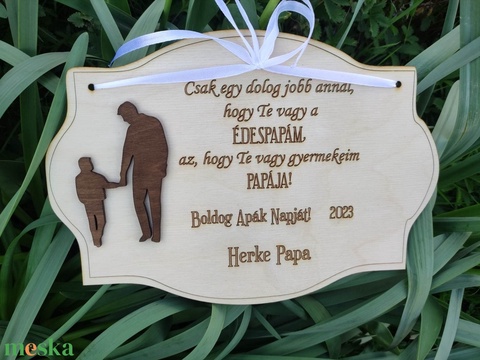 Csak egy dolog jobb annál,
hogy Te vagy a
ÉDESPAPÁM,
az, hogy Te vagy gyermekeim
PAPÁJA!
Boldog Apák Napját! 2023
Herke Papa
meska